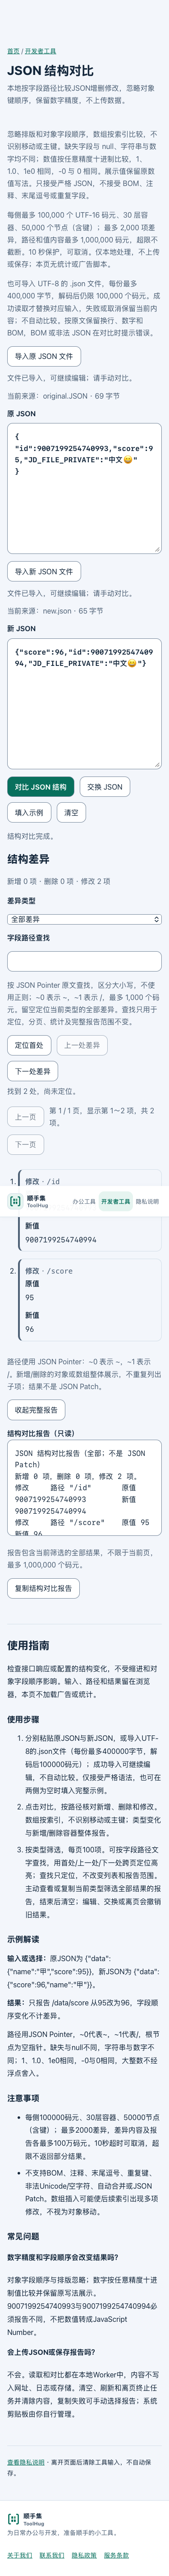 首页 / 开发者工具
JSON 结构对比
本地按字段路径比较JSON增删修改，忽略对象
键顺序，保留数字精度，不上传数据。
忽略排版和对象字段顺序，数组按索引比较，不
识别移动或主键。缺失字段与 null、字符串与数
字均不同；数值按任意精度十进制比较，1、
1.0、1e0 相同，-0 与 0 相同。展示值保留原数
值写法。只接受严格 JSON，不接受 BOM、注
释、末尾逗号或重复字段。
每侧最多 100,000 个 UTF-16 码元、30 层容
器、50,000 个节点（含键）；最多 2,000 项差
异，路径和值内容最多 1,000,000 码元，超限不
截断。10 秒保护，可取消。仅本地处理，不上传
或保存；本页无统计或广告脚本。
也可导入 UTF-8 的 .json 文件，每份最多
400,000 字节，解码后仍限 100,000 个码元。成
功读取才替换对应输入，失败或取消保留当前内
容；不自动比较。按原文保留换行、数字和
BOM，BOM 或非法 JSON 在对比时提示错误。
导入原 JSON 文件
文件已导入，可继续编辑；请手动对比。
当前来源：original.JSON · 69 字节
原 JSON
{
"id":9007199254740993,"score":9
5,"JD_FILE_PRIVATE":"中文😀"
}
导入新 JSON 文件
文件已导入，可继续编辑；请手动对比。
当前来源：new.json · 65 字节
新 JSON
{"score":96,"id":90071992547409
94,"JD_FILE_PRIVATE":"中文😀"}
对比 JSON 结构
交换 JSON
填入示例
清空
结构对比完成。
结构差异
新增 0 项 · 删除 0 项 · 修改 2 项
差异类型
全部差异
字段路径查找
按 JSON Pointer 原文查找，区分大小写，不使
用正则；~0 表示 ~，~1 表示 /，最多 1,000 个码
元。留空定位当前类型的全部差异。查找只用于
定位，分页、统计及完整报告范围不变。
定位首处
上一处差异
下一处差异
找到 2 处，尚未定位。
上一页
第 1 / 1 页，显示第 1–2 项，共 2
项。
下一页
1. 修改 · /id
顺手集
ToolHug
办公工具
开发者工具
隐私说明
新值
9007199254740994
2. 修改 · /score
原值
95
新值
96
路径使用 JSON Pointer：~0 表示 ~，~1 表示
/。新增/删除的对象或数组整体展示，不重复列出
子项；结果不是 JSON Patch。
收起完整报告
结构对比报告（只读）
JSON 结构对比报告（全部；不是 JSON
Patch）
新增 0 项，删除 0 项，修改 2 项。
修改 路径 "/id" 原值
9007199254740993 新值
9007199254740994
修改 路径 "/score" 原值 95
新值 96
报告包含当前筛选的全部结果，不限于当前页，
最多 1,000,000 个码元。
复制结构对比报告
使用指南
检查接口响应或配置的结构变化，不受缩进和对
象字段顺序影响。输入、路径和结果留在浏览
器，本页不加载广告或统计。
使用步骤
1. 分别粘贴原JSON与新JSON，或导入UTF-
8的.json文件（每份最多400000字节，解
码后100000码元）；成功导入可继续编
辑，不自动比较。仅接受严格语法，也可在
两侧为空时填入完整示例。
2. 点击对比，按路径核对新增、删除和修改。
数组按索引，不识别移动或主键；类型变化
与新增/删除容器整体报告。
3. 按类型筛选，每页100项。可按字段路径文
字查找，用首处/上一处/下一处跨页定位高
亮；查找只定位，不改变列表和报告范围。
主动查看或复制当前类型筛选全部结果的报
告，结束后清空；编辑、交换或离页会撤销
旧结果。
示例解读
输入或选择：原JSON为 {"data":
{"name":"甲","score":95}}，新JSON为 {"data":
{"score":96,"name":"甲"}}。
结果：只报告 /data/score 从95改为96，字段顺
序变化不计差异。
路径用JSON Pointer，~0代表~，~1代表/，根节
点为空指针。缺失与null不同，字符串与数字不
同；1、1.0、1e0相同，-0与0相同，大整数不经
浮点舍入。
注意事项
每侧100000码元、30层容器、50000节点
（含键）；最多2000差异，差异内容及报
告各最多100万码元。10秒超时可取消，超
限不返回部分结果。
不支持BOM、注释、末尾逗号、重复键、
非法Unicode/空字符、自动合并或JSON
Patch。数组插入可能使后续索引出现多项
修改，不视为对象移动。
常见问题
数字精度和字段顺序会改变结果吗？
对象字段顺序与排版忽略；数字按任意精度十进
制值比较并保留原写法展示。
9007199254740993与9007199254740994必
须报告不同，不把数值转成JavaScript
Number。
会上传JSON或保存报告吗？
不会。读取和对比都在本地Worker中，内容不写
入网址、日志或存储。清空、刷新和离页终止任
务并清除内容，复制失败可手动选择报告；系统
剪贴板由你自行管理。
查看隐私说明 · 离开页面后清除工具输入，不自动保
存。
顺手集
ToolHug
为日常办公与开发，准备顺手的小工具。
关于我们 联系我们 隐私政策 服务条款